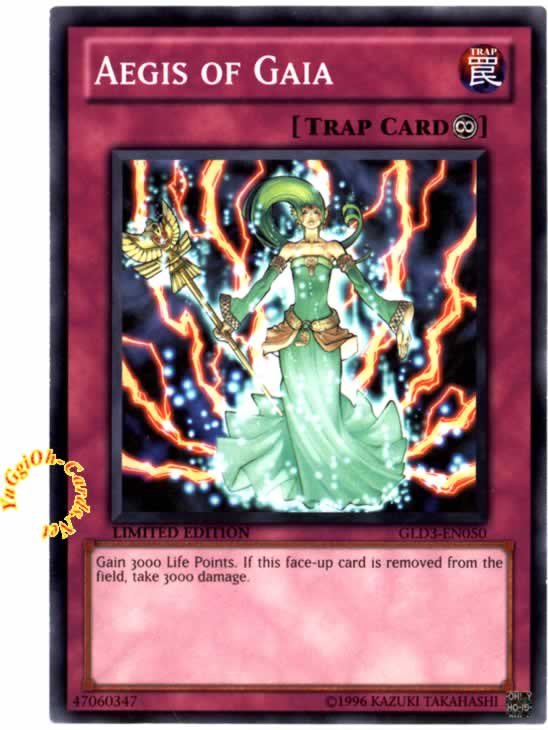 AEGIS OF GAIA
TRAP
罠
[TRAP CARD∞]
YuGgiOh-Cards.Net
LIMITED EDITION GLD3-EN050
Gain 3000 Life Points. If this face-up card is removed from the
field, take 3000 damage.
47060347 ©1996 KAZUKI TAKAHASHI